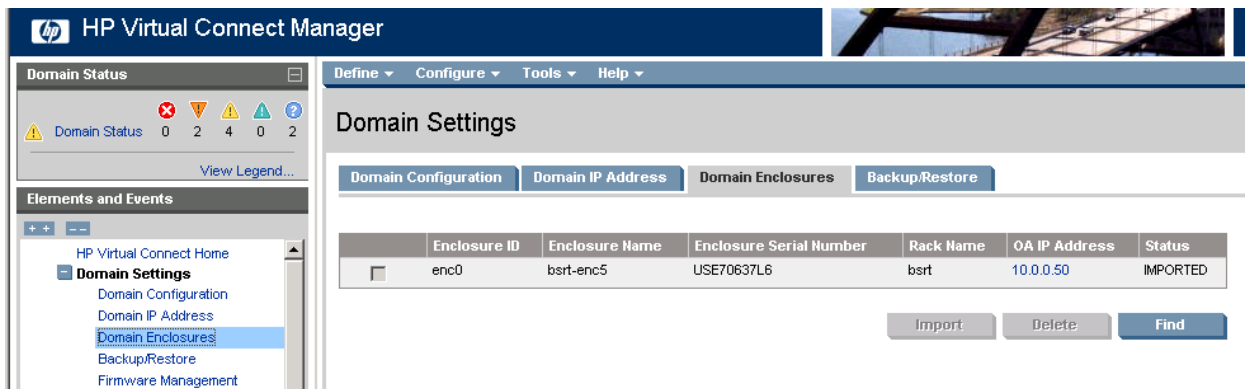 hp HP Virtual Connect Manager
Domain Status
Define Configure Tools Help
Domain Status 0 2 4 0 2
View Legend...
Domain Settings
Domain Configuration Domain IP Address Domain Enclosures Backup/Restore
Elements and Events
++ --
HP Virtual Connect Home
Domain Settings
Domain Configuration
Domain IP Address
Domain Enclosures
Backup/Restore
Firmware Management
Enclosure ID Enclosure Name Enclosure Serial Number Rack Name OA IP Address Status
enc0 bsrt-enc5 USE70637L6 bsrt 10.0.0.50 IMPORTED
Import Delete Find